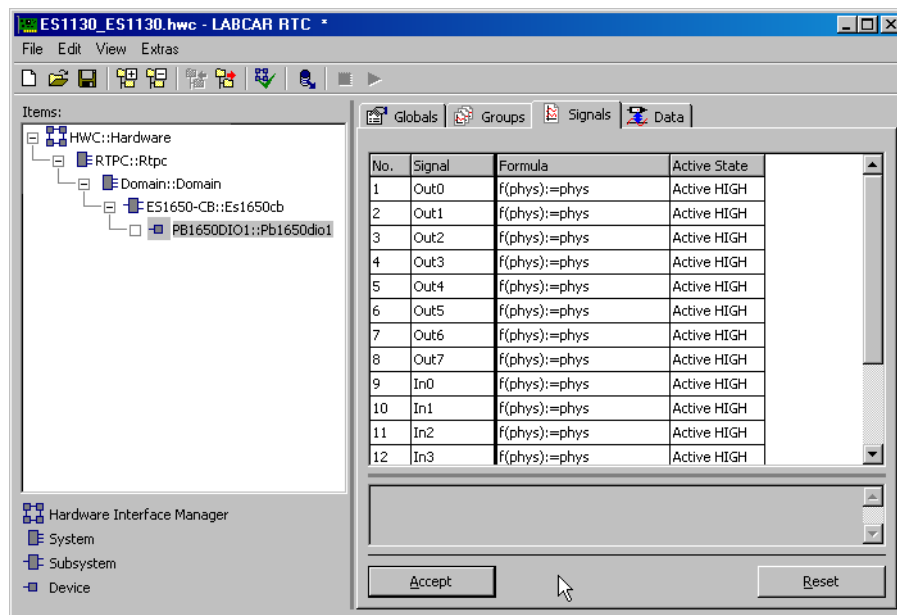 ES1130_ES1130.hwc - LABCAR RTC *
File Edit View Extras
Items:
HWC::Hardware
RTPC::Rtpc
Domain::Domain
ES1650-CB::Es1650cb
PB1650DIO1::Pb1650dio1
Hardware Interface Manager
System
Subsystem
Device
Globals Groups Signals Data
No. Signal Formula Active State
1 Out0 f(phys):=phys Active HIGH
2 Out1 f(phys):=phys Active HIGH
3 Out2 f(phys):=phys Active HIGH
4 Out3 f(phys):=phys Active HIGH
5 Out4 f(phys):=phys Active HIGH
6 Out5 f(phys):=phys Active HIGH
7 Out6 f(phys):=phys Active HIGH
8 Out7 f(phys):=phys Active HIGH
9 In0 f(phys):=phys Active HIGH
10 In1 f(phys):=phys Active HIGH
11 In2 f(phys):=phys Active HIGH
12 In3 f(phys):=phys Active HIGH
Accept Reset